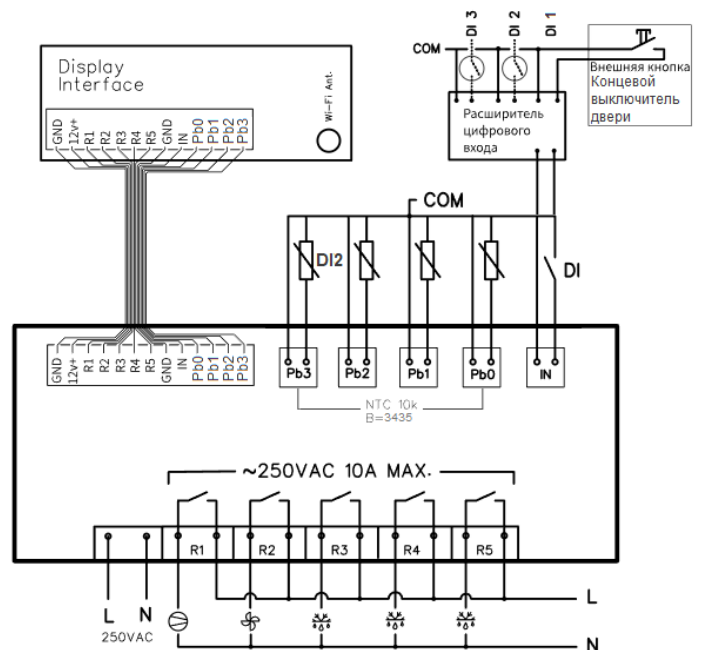 DI 3
DI 2
DI 1
COM
Внешняя кнопка
Концевой
выключитель
двери
Display
Interface
Wi-Fi Ant.
GND
12v+
R1
R2
R3
R4
R5
GND
IN
Pb0
Pb1
Pb2
Pb3
Расширитель
цифрового
входа
COM
DI2
DI
GND
12v+
R1
R2
R3
R4
R5
GND
IN
Pb0
Pb1
Pb2
Pb3
Pb3
Pb2
Pb1
Pb0
IN
NTC 10k
B=3435
~250VAC 10A MAX.
R1
R2
R3
R4
R5
L
N
250VAC
L
N